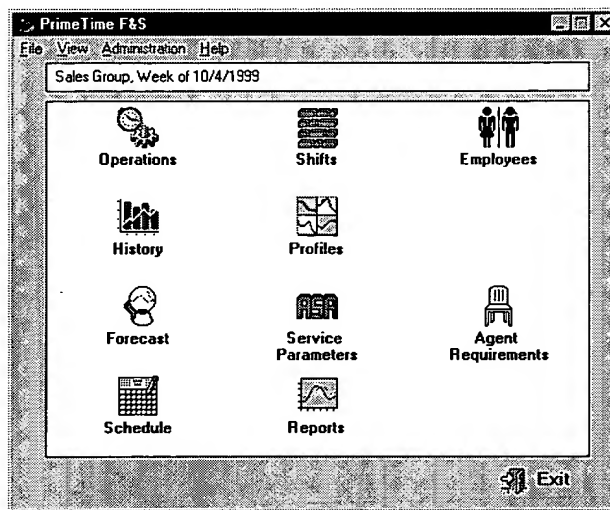 PrimeTime F&S
File View Administration Help
Sales Group, Week of 10/4/1999
Operations Shifts Employees
History Profiles
Forecast Service Parameters Agent Requirements
Schedule Reports
Exit